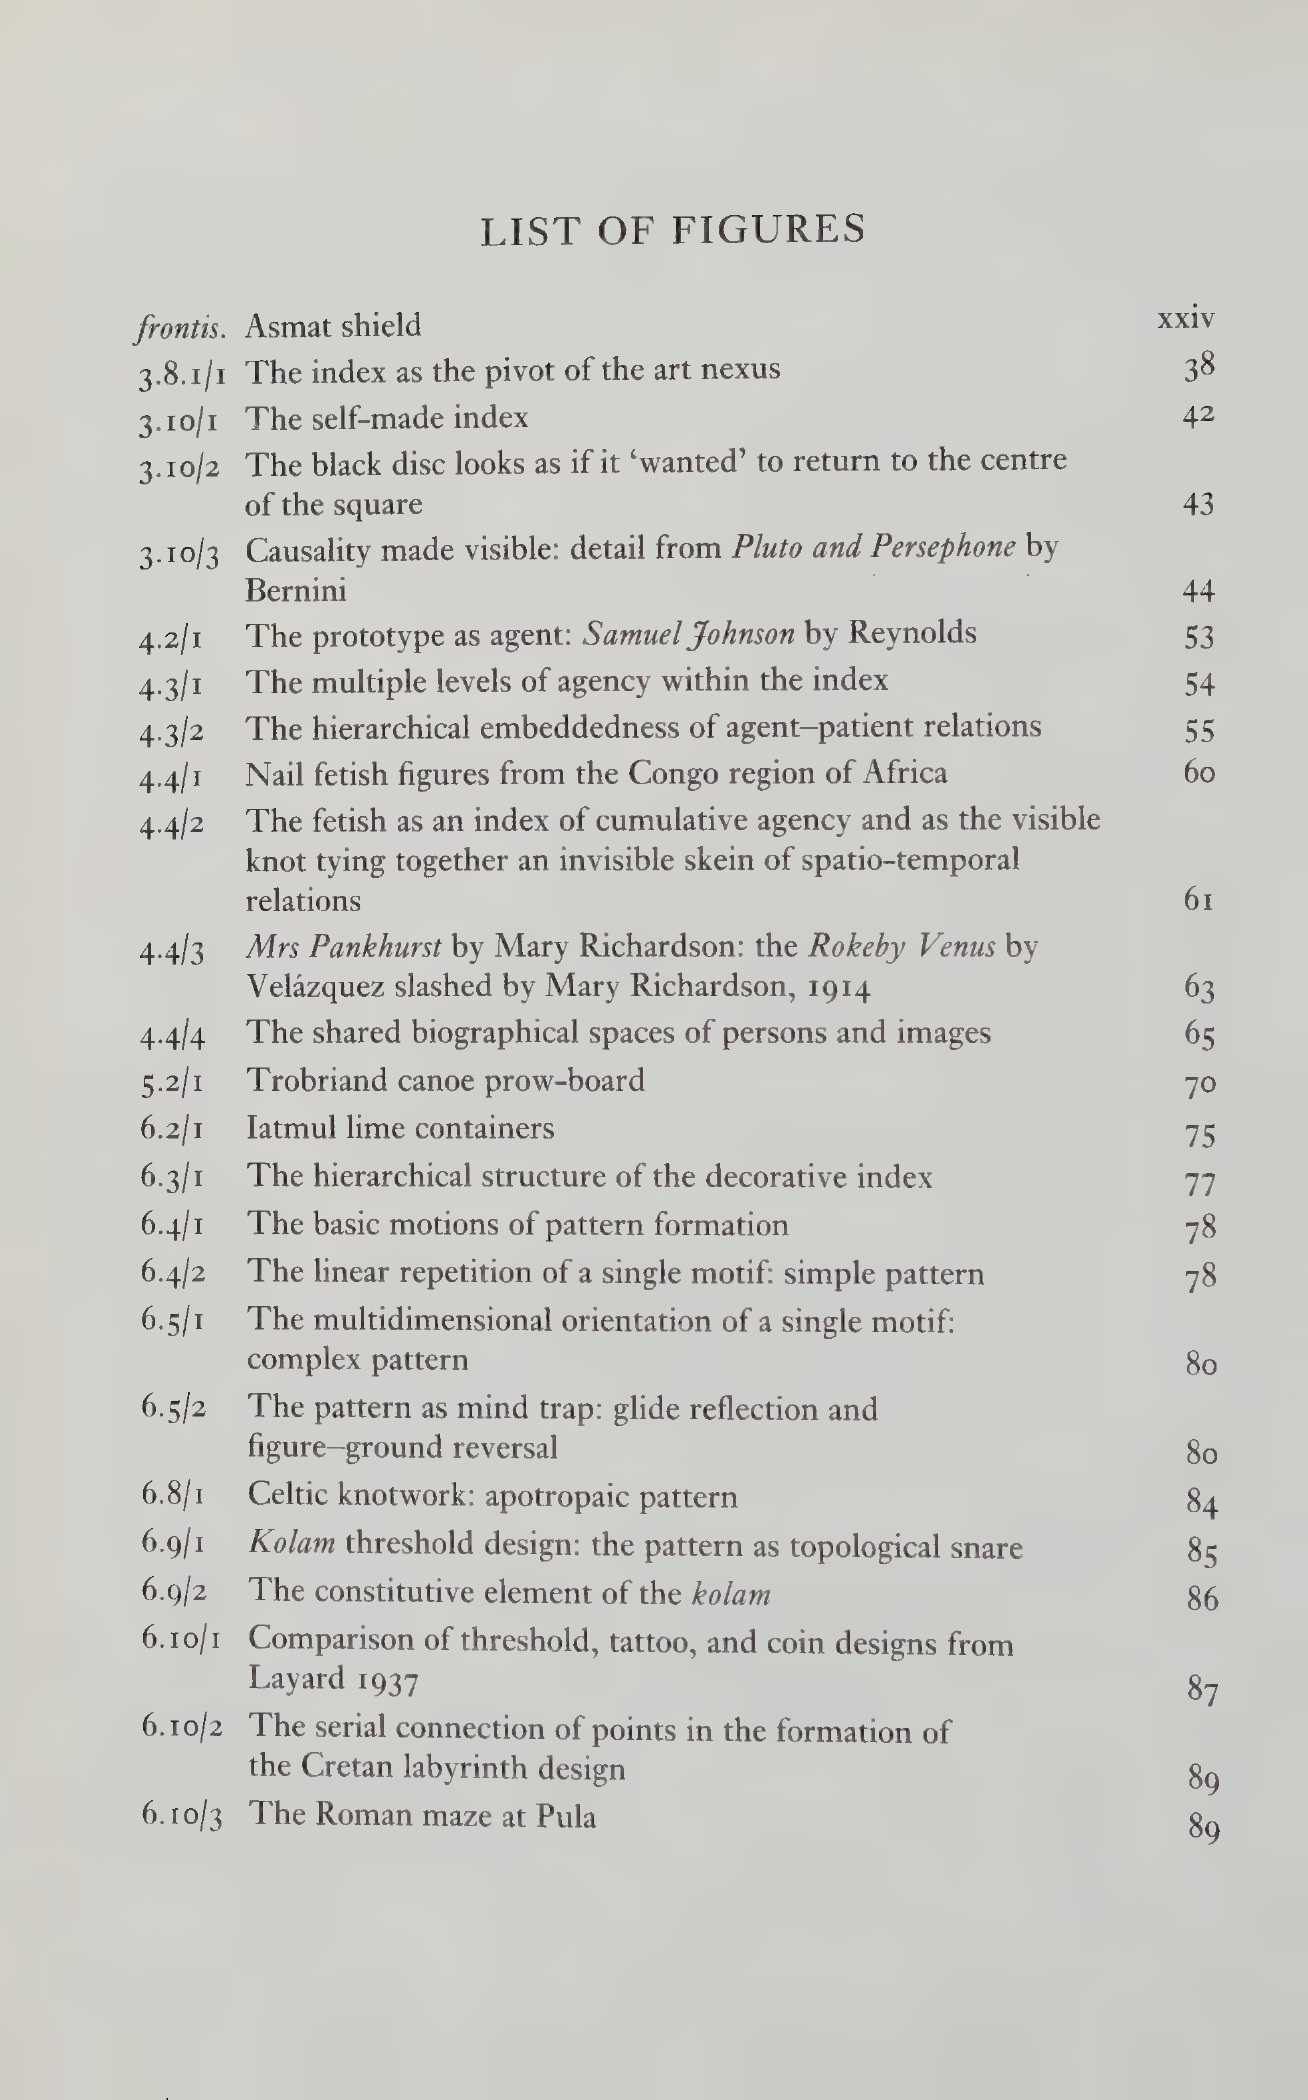 LIST OF FIGURES
frontis. Asmat shield xxiv
3.8.1/1 The index as the pivot of the art nexus 38
3.10/1 The self-made index 42
3.10/2 The black disc looks as if it ‘wanted’ to return to the centre
of the square 43
3.10/3 Causality made visible: detail from Pluto and Persephone by
Bernini 44
4.2/1 The prototype as agent: Samuel Johnson by Reynolds 53
4.3/1 The multiple levels of agency within the index 54
4.3/2 The hierarchical embeddedness of agent–patient relations 55
4.4/1 Nail fetish figures from the Congo region of Africa 60
4.4/2 The fetish as an index of cumulative agency and as the visible
knot tying together an invisible skein of spatio-temporal
relations 61
4.4/3 Mrs Pankhurst by Mary Richardson: the Rokeby Venus by
Velázquez slashed by Mary Richardson, 1914 63
4.4/4 The shared biographical spaces of persons and images 65
5.2/1 Trobriand canoe prow-board 70
6.2/1 Iatmul lime containers 75
6.3/1 The hierarchical structure of the decorative index 77
6.4/1 The basic motions of pattern formation 78
6.4/2 The linear repetition of a single motif: simple pattern 78
6.5/1 The multidimensional orientation of a single motif:
complex pattern 80
6.5/2 The pattern as mind trap: glide reflection and
figure–ground reversal 80
6.8/1 Celtic knotwork: apotropaic pattern 84
6.9/1 Kolam threshold design: the pattern as topological snare 85
6.9/2 The constitutive element of the kolam 86
6.10/1 Comparison of threshold, tattoo, and coin designs from
Layard 1937 87
6.10/2 The serial connection of points in the formation of
the Cretan labyrinth design 89
6.10/3 The Roman maze at Pula 89